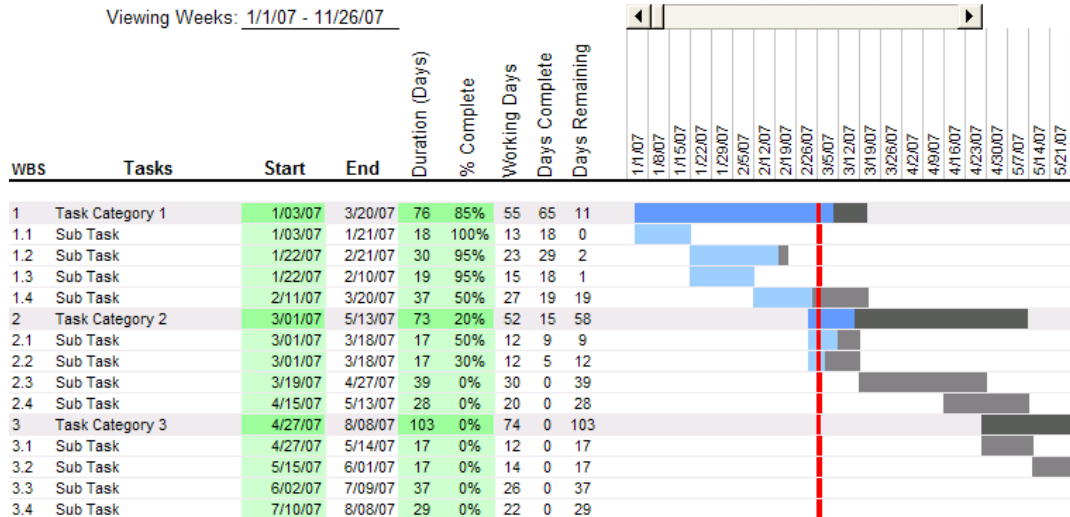 Viewing Weeks: 1/1/07 - 11/26/07
WBS Tasks Start End Duration (Days) % Complete Working Days Days Complete Days Remaining 1/1/07 1/8/07 1/15/07 1/22/07 1/29/07 2/5/07 2/12/07 2/19/07 2/26/07 3/5/07 3/12/07 3/19/07 3/26/07 4/2/07 4/9/07 4/16/07 4/23/07 4/30/07 5/7/07 5/14/07 5/21/07
1 Task Category 1 1/03/07 3/20/07 76 85% 55 65 11
1.1 Sub Task 1/03/07 1/21/07 18 100% 13 18 0
1.2 Sub Task 1/22/07 2/21/07 30 95% 23 29 2
1.3 Sub Task 1/22/07 2/10/07 19 95% 15 18 1
1.4 Sub Task 2/11/07 3/20/07 37 50% 27 19 19
2 Task Category 2 3/01/07 5/13/07 73 20% 52 15 58
2.1 Sub Task 3/01/07 3/18/07 17 50% 12 9 9
2.2 Sub Task 3/01/07 3/18/07 17 30% 12 5 12
2.3 Sub Task 3/19/07 4/27/07 39 0% 30 0 39
2.4 Sub Task 4/15/07 5/13/07 28 0% 20 0 28
3 Task Category 3 4/27/07 8/08/07 103 0% 74 0 103
3.1 Sub Task 4/27/07 5/14/07 17 0% 12 0 17
3.2 Sub Task 5/15/07 6/01/07 17 0% 14 0 17
3.3 Sub Task 6/02/07 7/09/07 37 0% 26 0 37
3.4 Sub Task 7/10/07 8/08/07 29 0% 22 0 29